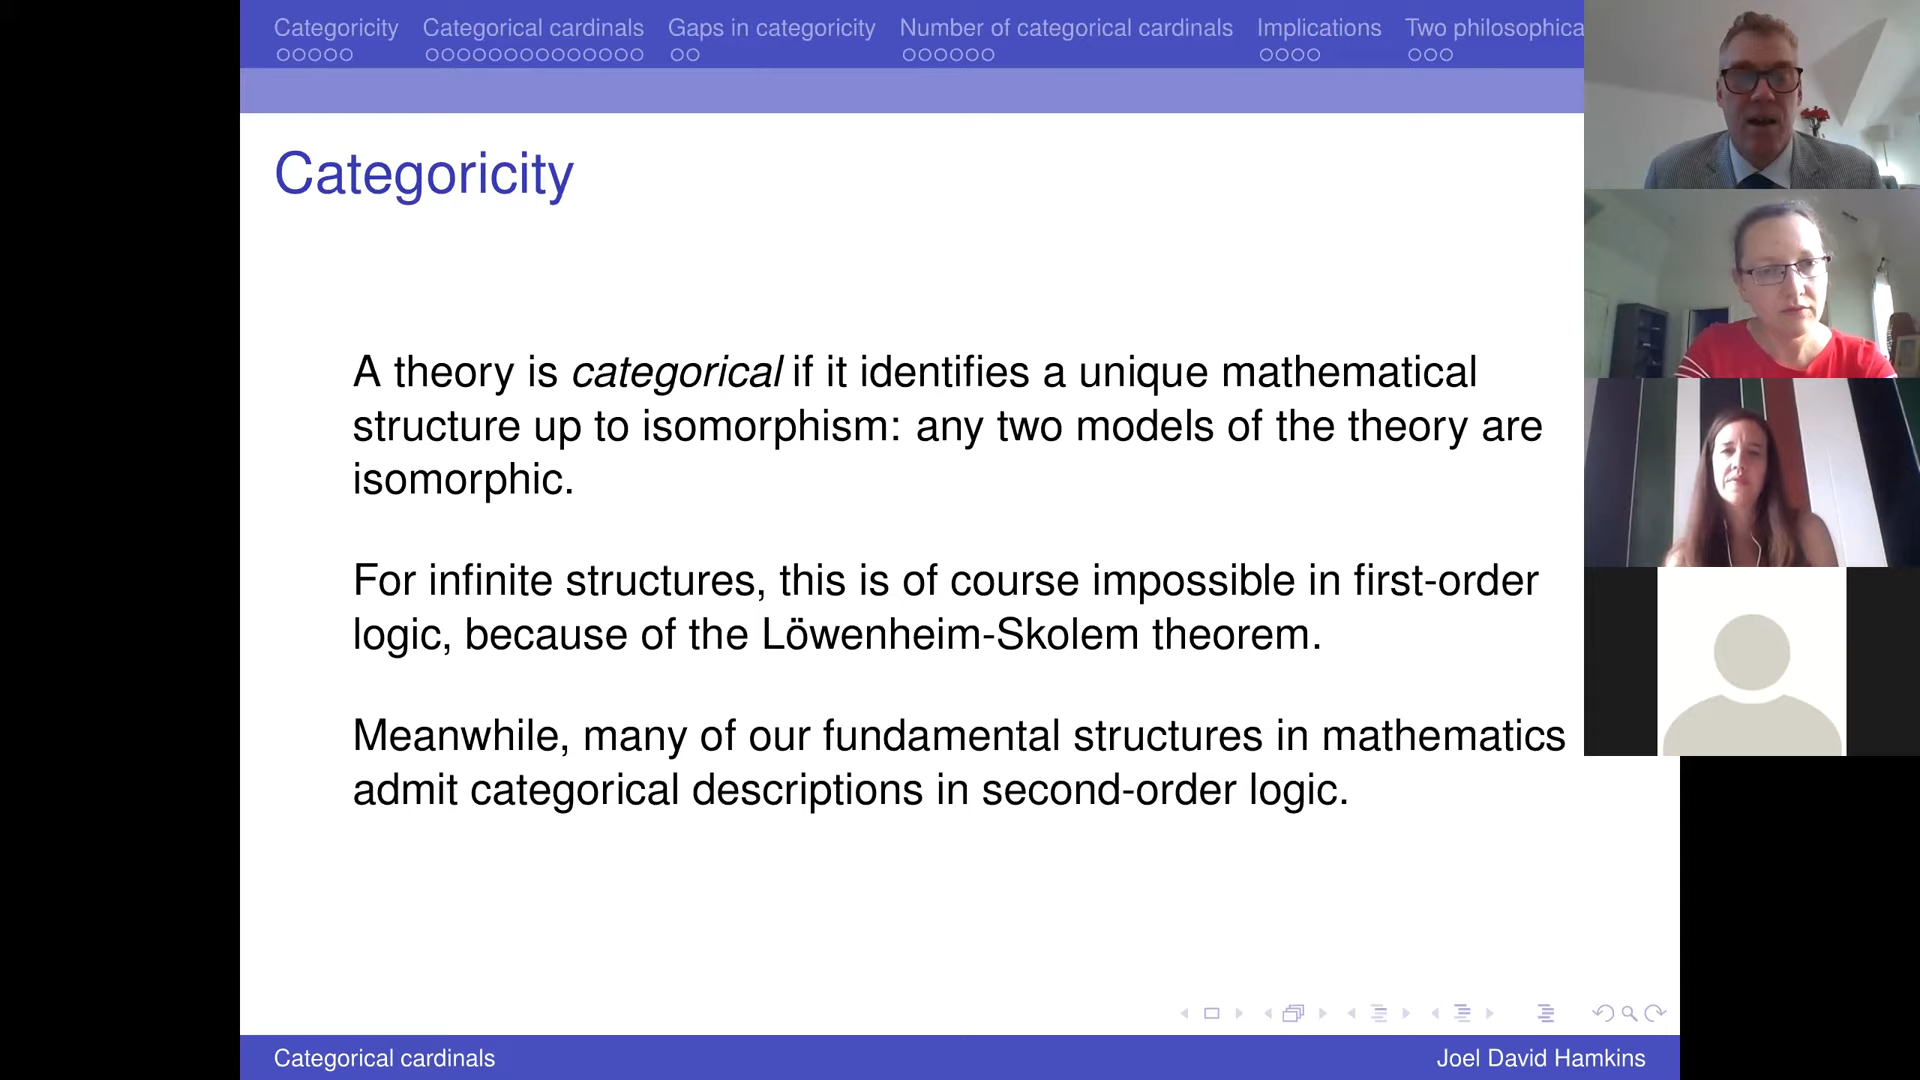 Categoricity Categorical cardinals Gaps in categoricity Number of categorical cardinals Implications Two philosophica
Categoricity
A theory is categorical if it identifies a unique mathematical
structure up to isomorphism: any two models of the theory are
isomorphic.
For infinite structures, this is of course impossible in first-order
logic, because of the Löwenheim-Skolem theorem.
Meanwhile, many of our fundamental structures in mathematics
admit categorical descriptions in second-order logic.
Categorical cardinals Joel David Hamkins